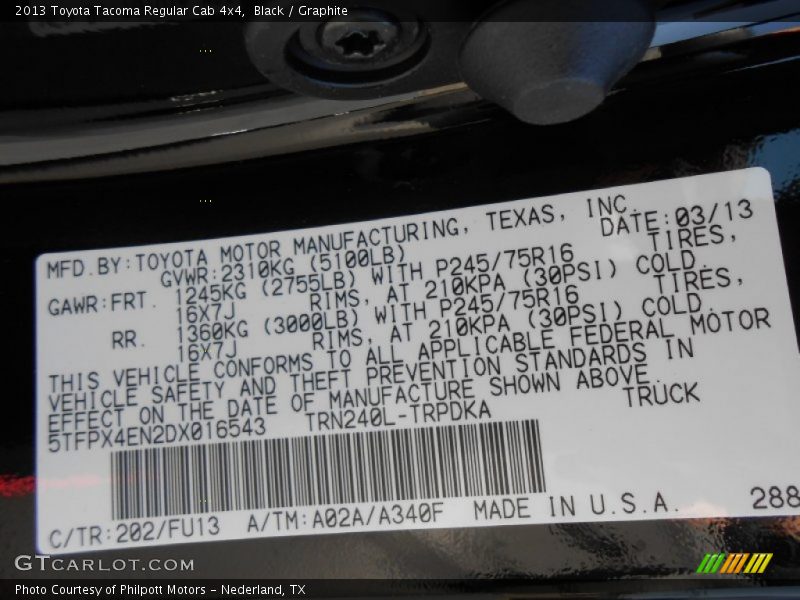 2013 Toyota Tacoma Regular Cab 4x4, Black / Graphite
MFD.BY:TOYOTA MOTOR MANUFACTURING, TEXAS, INC.
DATE:03/13
GVWR:2310KG (5100LB)
GAWR:FRT. 1245KG (2755LB) WITH P245/75R16 TIRES,
16X7J RIMS, AT 210KPA (30PSI) COLD
RR. 1360KG (3000LB) WITH P245/75R16 TIRES,
16X7J RIMS, AT 210KPA (30PSI) COLD
THIS VEHICLE CONFORMS TO ALL APPLICABLE FEDERAL MOTOR
VEHICLE SAFETY AND THEFT PREVENTION STANDARDS IN
EFFECT ON THE DATE OF MANUFACTURE SHOWN ABOVE.
5TFPX4EN2DX016543 TRN240L-TRPDKA TRUCK
C/TR:202/FU13 A/TM:A02A/A340F MADE IN U.S.A. 288
GTCARLOT.COM
Photo Courtesy of Philpott Motors - Nederland, TX